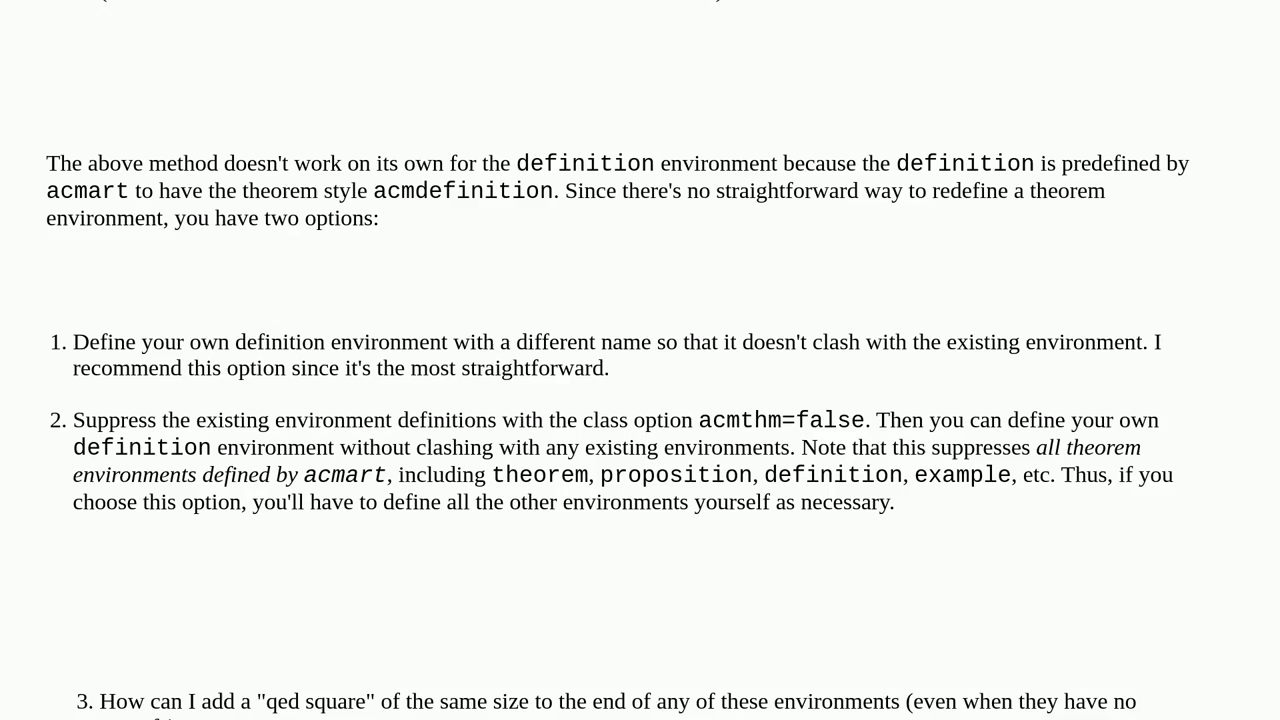 The above method doesn't work on its own for the definition environment because the definition is predefined by
acmart to have the theorem style acmdefinition. Since there's no straightforward way to redefine a theorem
environment, you have two options:
1. Define your own definition environment with a different name so that it doesn't clash with the existing environment. I
recommend this option since it's the most straightforward.
2. Suppress the existing environment definitions with the class option acmthm=false. Then you can define your own
definition environment without clashing with any existing environments. Note that this suppresses all theorem
environments defined by acmart, including theorem, proposition, definition, example, etc. Thus, if you
choose this option, you'll have to define all the other environments yourself as necessary.
3. How can I add a "qed square" of the same size to the end of any of these environments (even when they have no